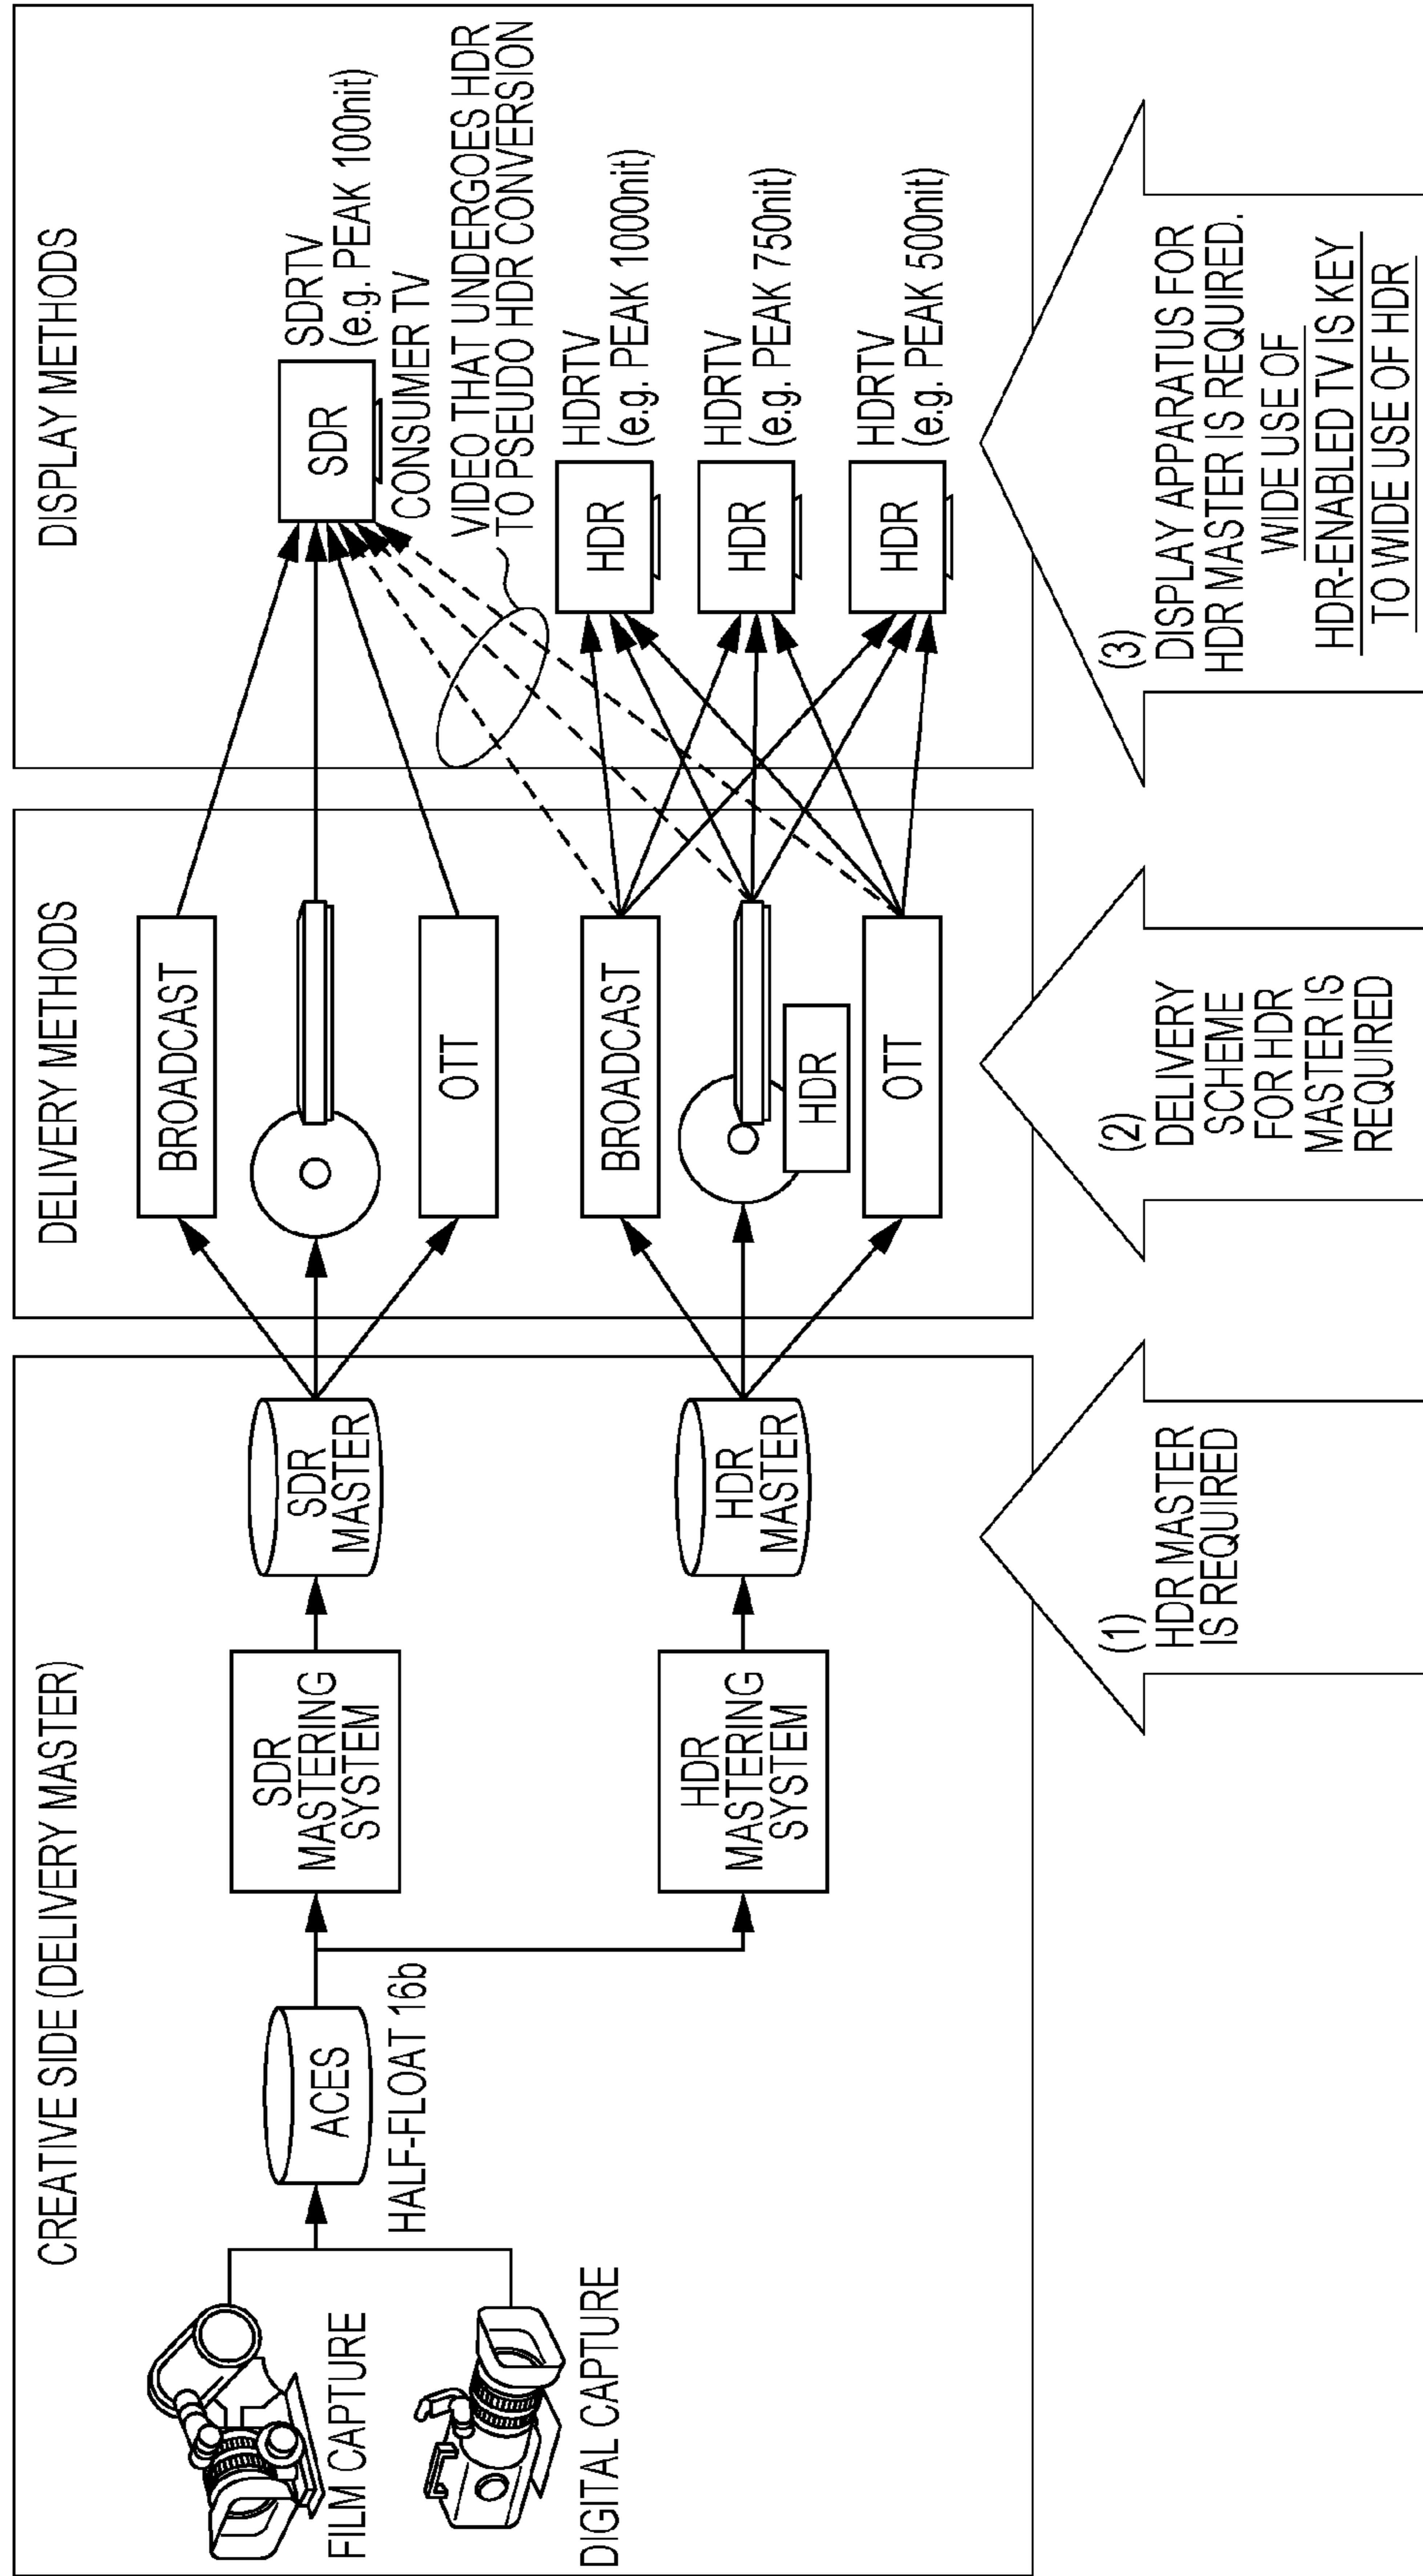 CREATIVE SIDE (DELIVERY MASTER)
FILM CAPTURE
DIGITAL CAPTURE
ACES
HALF-FLOAT 16b
SDR
MASTERING
SYSTEM
HDR
MASTERING
SYSTEM
SDR
MASTER
HDR
MASTER
DELIVERY METHODS
BROADCAST
OTT
BROADCAST
HDR
OTT
DISPLAY METHODS
SDR
SDRTV
(e.g. PEAK 100nit)
CONSUMER TV
VIDEO THAT UNDERGOES HDR
TO PSEUDO HDR CONVERSION
HDR
HDRTV
(e.g. PEAK 1000nit)
HDR
HDRTV
(e.g. PEAK 750nit)
HDR
HDRTV
(e.g. PEAK 500nit)
(1)
HDR MASTER
IS REQUIRED
(2)
DELIVERY
SCHEME
FOR HDR
MASTER IS
REQUIRED
(3)
DISPLAY APPARATUS FOR
HDR MASTER IS REQUIRED.
WIDE USE OF
HDR-ENABLED TV IS KEY
TO WIDE USE OF HDR